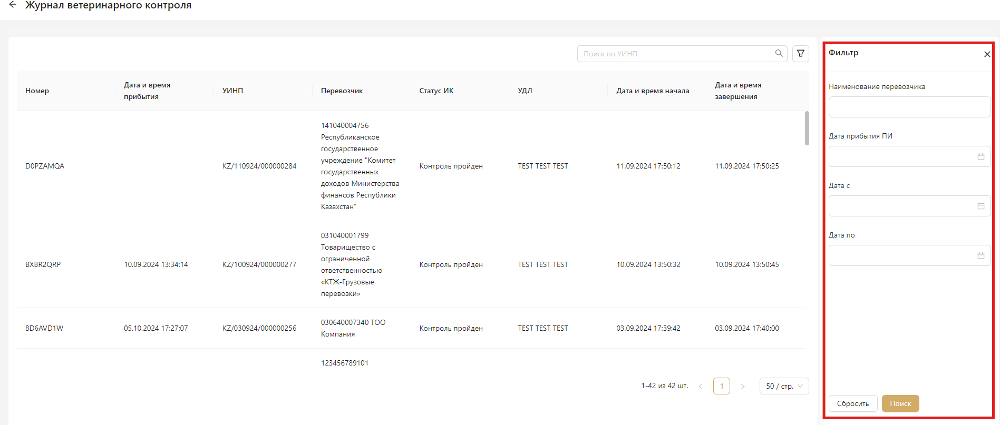 Журнал ветеринарного контроля
Поиск по УИНП
Номер
Дата и время
прибытия
УИНП
Перевозчик
Статус ИК
УДЛ
Дата и время начала
Дата и время
завершения
D0PZAMQA
KZ/110924/000000284
141040004756
Республиканское
государственное
учреждение "Комитет
государственных
доходов Министерства
финансов Республики
Казахстан"
Контроль пройден
TEST TEST TEST
11.09.2024 17:50:12
11.09.2024 17:50:25
BXBR2QRP
10.09.2024 13:34:14
KZ/100924/000000277
031040001799
Товарищество с
ограниченной
ответственностью
«КТЖ-Грузовые
перевозки»
Контроль пройден
TEST TEST TEST
10.09.2024 13:50:32
10.09.2024 13:50:45
8D6AVD1W
05.10.2024 17:27:07
KZ/030924/000000256
030640007340 ТОО
Компания
Контроль пройден
TEST TEST TEST
03.09.2024 17:39:42
03.09.2024 17:40:00
123456789101
1-42 из 42 шт.
1
50 / стр.
Фильтр
Наименование перевозчика
Дата прибытия ПИ
Дата с
Дата по
Сбросить
Поиск